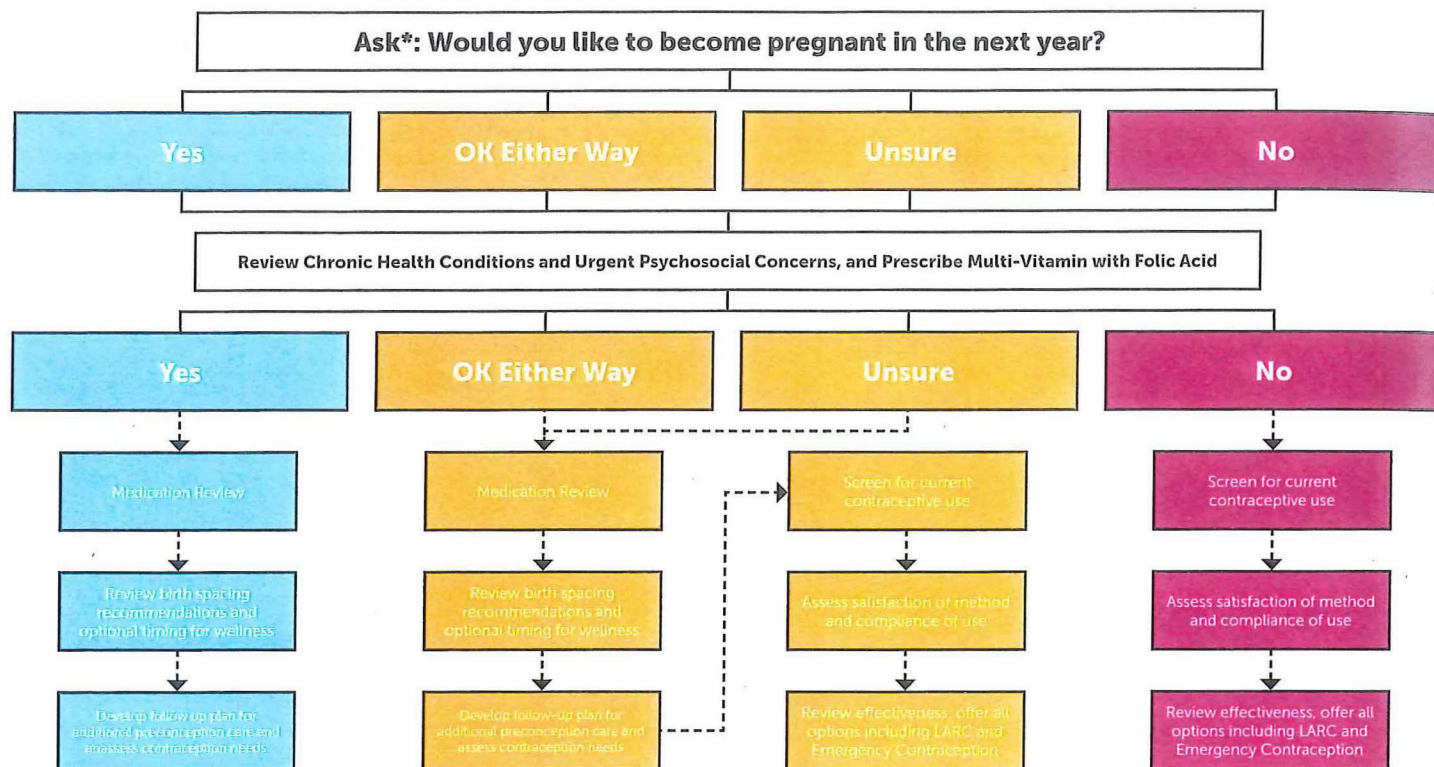 Ask*: Would you like to become pregnant in the next year?
Yes
OK Either Way
Unsure
No
Review Chronic Health Conditions and Urgent Psychosocial Concerns, and Prescribe Multi-Vitamin with Folic Acid
Yes
OK Either Way
Unsure
No
Medication Review
Medication Review
Screen for current
contraceptive use
Screen for current
contraceptive use
Review birth spacing
recommendations and
optional timing for wellness
Review birth spacing
recommendations and
optional timing for wellness
Assess satisfaction of method
and compliance of use
Assess satisfaction of method
and compliance of use
Develop follow up plan for
additional preconception care and
anassess contraception needs
Develop follow-up plan for
additional preconception care and
assess contraception needs
Review effectiveness, offer all
options including LARC and
Emergency Contraception
Review effectiveness, offer all
options including LARC and
Emergency Contraception